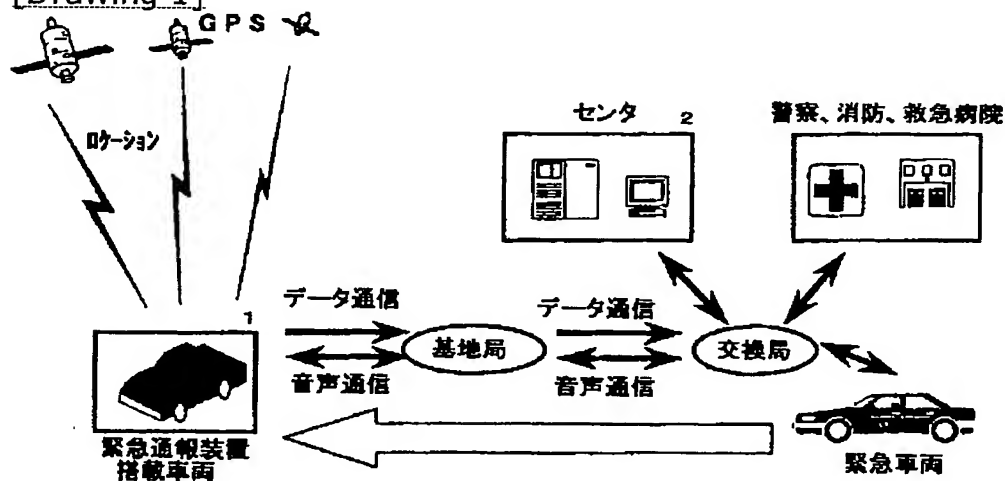 [Drawing 1]
GPS
ロケーション
センタ 2
警察、消防、救急病院
データ通信
データ通信
1
基地局
交換局
音声通信
音声通信
緊急通報装置
搭載車両
緊急車両